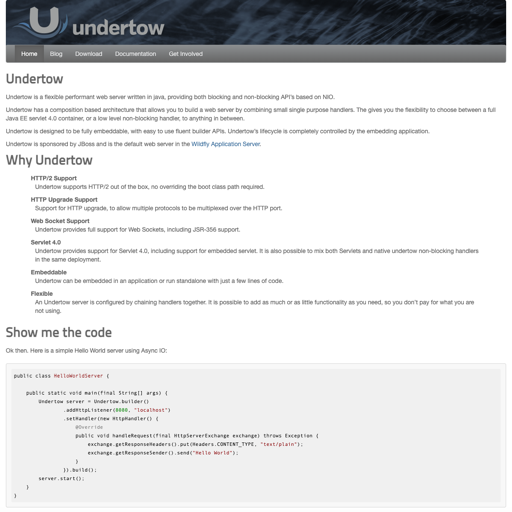 undertow
Home Blog Download Documentation Get Involved
Undertow
Undertow is a flexible performant web server written in java, providing both blocking and non-blocking API's based on NIO.
Undertow has a composition based architecture that allows you to build a web server by combining small single purpose handlers. The gives you the flexibility to choose between a full
Java EE servlet 4.0 container, or a low level non-blocking handler, to anything in between.
Undertow is designed to be fully embeddable, with easy to use fluent builder APIs. Undertow's lifecycle is completely controlled by the embedding application.
Undertow is sponsored by JBoss and is the default web server in the Wildfly Application Server.
Why Undertow
HTTP/2 Support
Undertow supports HTTP/2 out of the box, no overriding the boot class path required.
HTTP Upgrade Support
Support for HTTP upgrade, to allow multiple protocols to be multiplexed over the HTTP port.
Web Socket Support
Undertow provides full support for Web Sockets, including JSR-356 support.
Servlet 4.0
Undertow provides support for Servlet 4.0, including support for embedded servlet. It is also possible to mix both Servlets and native undertow non-blocking handlers
in the same deployment.
Embeddable
Undertow can be embedded in an application or run standalone with just a few lines of code.
Flexible
An Undertow server is configured by chaining handlers together. It is possible to add as much or as little functionality as you need, so you don't pay for what you are
not using.
Show me the code
Ok then. Here is a simple Hello World server using Async IO:
public class HelloWorldServer {
public static void main(final String[] args) {
Undertow server = Undertow.builder()
.addHttpListener(8080, "localhost")
.setHandler(new HttpHandler() {
@Override
public void handleRequest(final HttpServerExchange exchange) throws Exception {
exchange.getResponseHeaders().put(Headers.CONTENT_TYPE, "text/plain");
exchange.getResponseSender().send("Hello World");
}
}).build();
server.start();
}
}